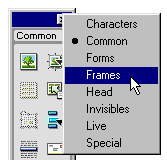 Common
Characters
Common
Forms
Frames
Head
Invisibles
Live
Special